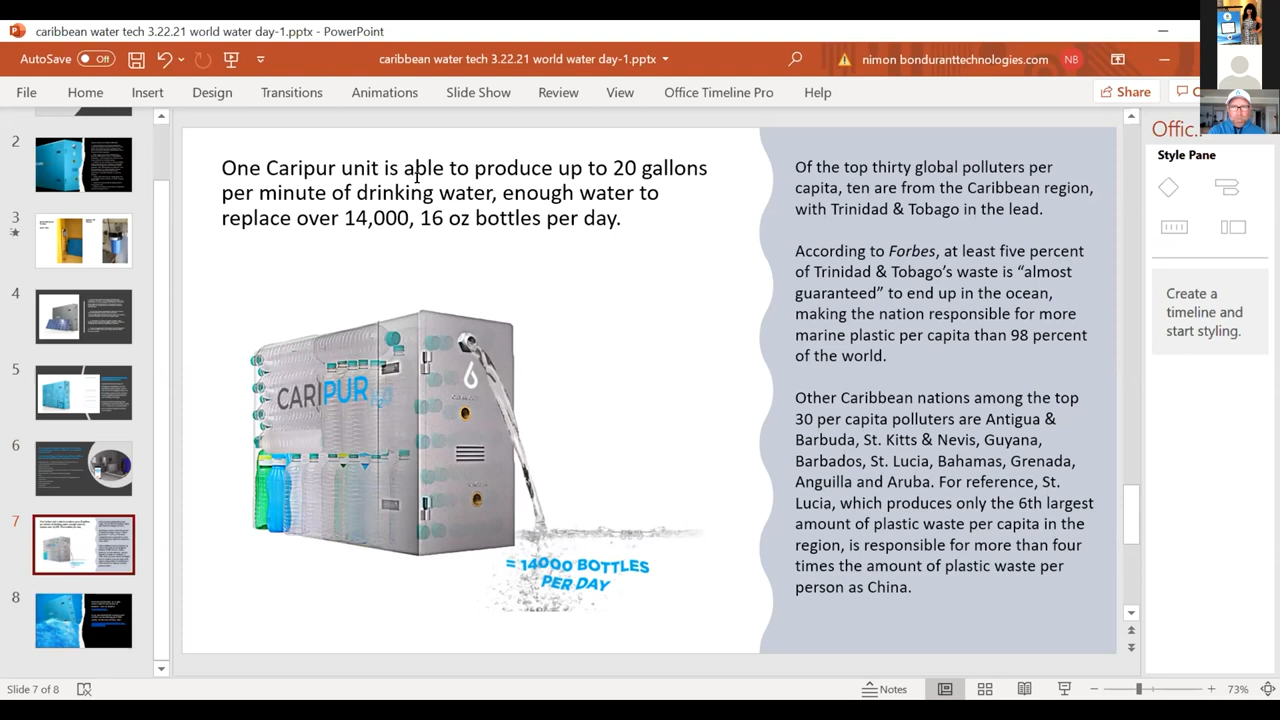 caribbean water tech 3.22.21 world water day-1.pptx - PowerPoint
AutoSave Off
caribbean water tech 3.22.21 world water day-1.pptx
nimon bonduranttechnologies.com NB
File Home Insert Design Transitions Animations Slide Show Review View Office Timeline Pro Help
Share
2
3
4
5
6
7
8
One Caripur unit is able to produce up to 20 gallons
per minute of drinking water, enough water to
replace over 14,000, 16 oz bottles per day.
CARIPUR
= 14000 BOTTLES
PER DAY
Of the top thirty global polluters per
capita, ten are from the Caribbean region,
with Trinidad & Tobago in the lead.
According to Forbes, at least five percent
of Trinidad & Tobago’s waste is “almost
guaranteed” to end up in the ocean,
making the nation responsible for more
marine plastic per capita than 98 percent
of the world.
Other Caribbean nations among the top
30 per capita polluters are Antigua &
Barbuda, St. Kitts & Nevis, Guyana,
Barbados, St. Lucia, Bahamas, Grenada,
Anguilla and Aruba. For reference, St.
Lucia, which produces only the 6th largest
amount of plastic waste per capita in the
region, is responsible for more than four
times the amount of plastic waste per
person as China.
Style Pane
Create a
timeline and
start styling.
Slide 7 of 8
Notes
73%